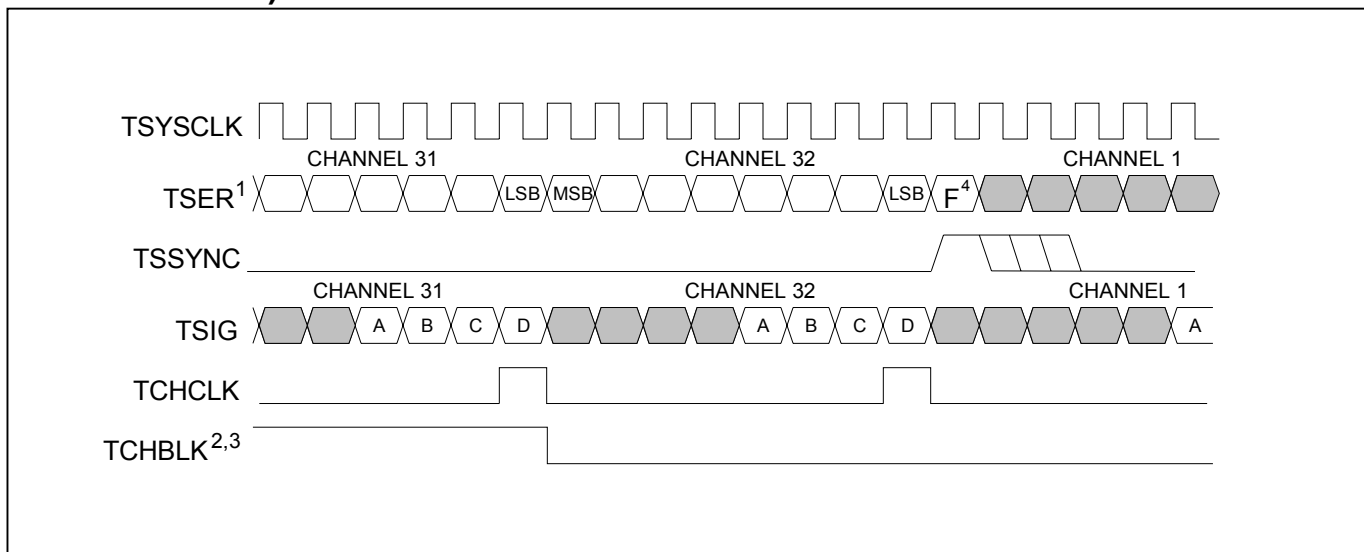 )
TSYSCLK
CHANNEL 31 CHANNEL 32 CHANNEL 1
TSER1 LSB MSB LSB F4
TSSYNC
CHANNEL 31 CHANNEL 32 CHANNEL 1
TSIG A B C D A B C D A
TCHCLK
TCHBLK2,3